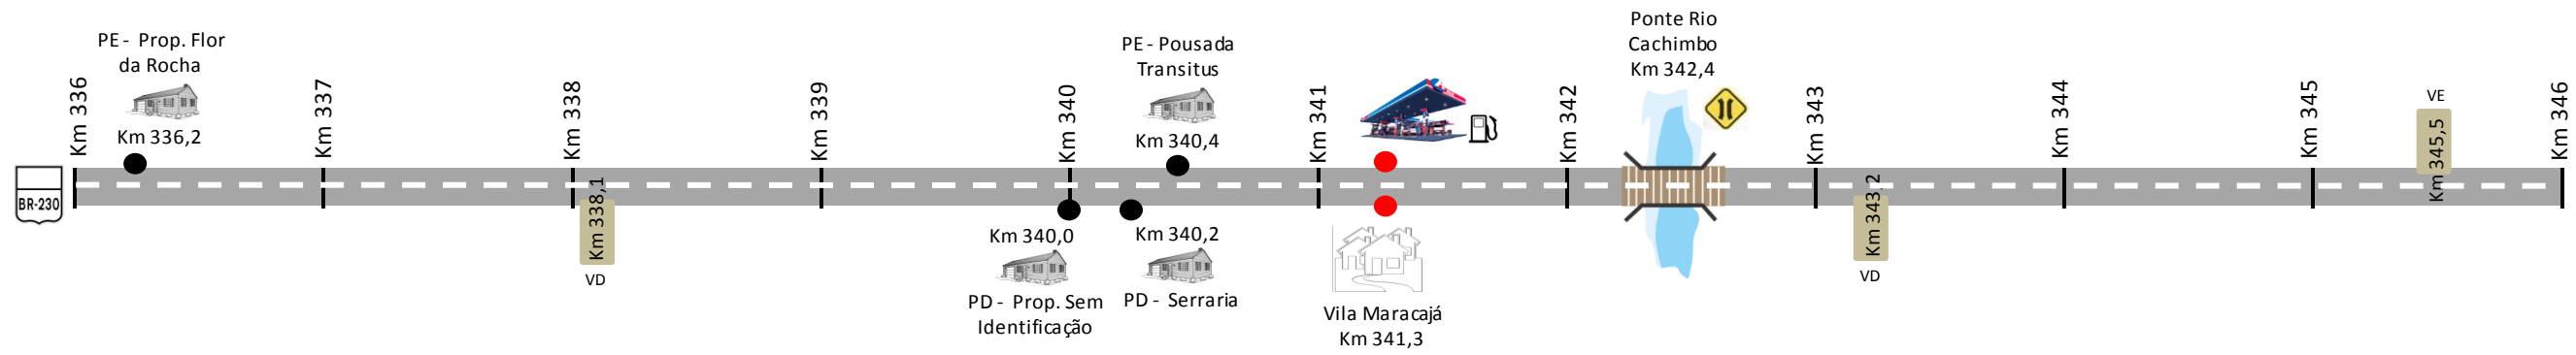 PE - Prop. Flor
da Rocha
Km 336,2
PE - Pousada
Transitus
Km 340,4
Ponte Rio
Cachimbo
Km 342,4
VE
Km 345,5
Km 336
Km 337
Km 338
Km 339
Km 340
Km 341
Km 342
Km 343
Km 344
Km 345
Km 346
BR-230
Km 338,1
VD
Km 340,0
PD - Prop. Sem
Identificação
Km 340,2
PD - Serraria
Vila Maracajá
Km 341,3
Km 343,2
VD